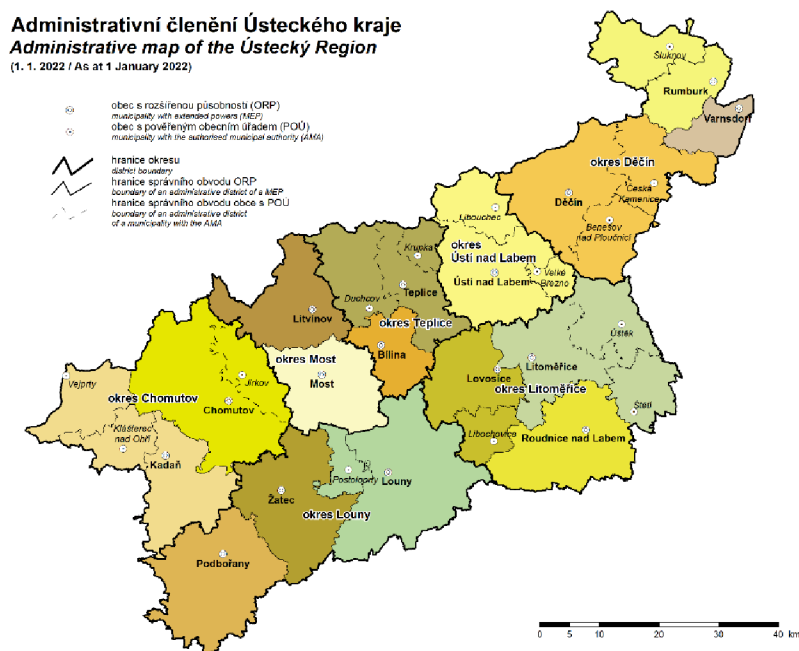 Administrativní členění Ústeckého kraje
Administrative map of the Ústecký Region
(1. 1. 2022 / As at 1 January 2022)
obec s rozšířenou působností (ORP)
municipality with extended powers (MEP)
obec s pověřeným obecním úřadem (POÚ)
municipality with the authorised municipal authority (AMA)
hranice okresu
district boundary
hranice správního obvodu ORP
boundary of an administrative district of a MEP
hranice správního obvodu obce s POÚ
boundary of an administrative district
of a municipality with the AMA
Šluknov
Rumburk
Varnsdorf
okres Děčín
Česká
Kamenice
Děčín
Benešov
nad Ploučnicí
Libouchec
okres
Ústí nad Labem
Ústí nad Labem
Velké
Březno
Krupka
Teplice
Duchcov
okres Teplice
Bílina
Litvínov
okres Most
Most
Jirkov
okres Chomutov
Chomutov
Vejprty
Klášterec
nad Ohří
Kadaň
Úštěk
Litoměřice
Lovosice
okres Litoměřice
Štětí
Roudnice nad Labem
Libochovice
Postoloprty
Louny
Žatec
okres Louny
Podbořany
0 5 10 20 30 40 km